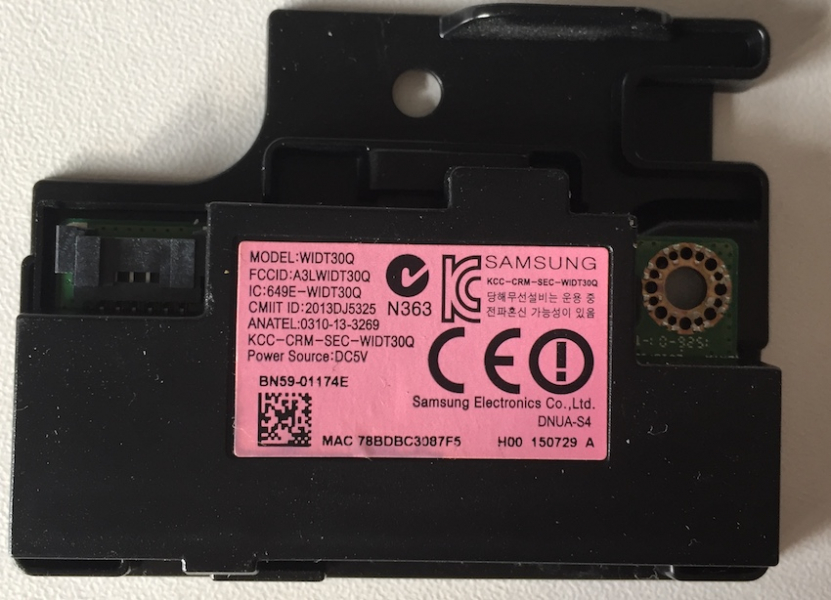 MODEL:WIDT30Q
FCCID:A3LWIDT30Q
IC:649E-WIDT30Q
CMIIT ID:2013DJ5325
ANATEL:0310-13-3269
KCC-CRM-SEC-WIDT30Q
Power Source:DC5V
N363
SAMSUNG
KCC-CRM-SEC-WIDT30Q
당해무선설비는 운용 중
전파혼신 가능성이 있음
CE
Samsung Electronics Co.,Ltd.
DNUA-S4
BN59-01174E
MAC 78BDBC3087F5
H00 150729 A